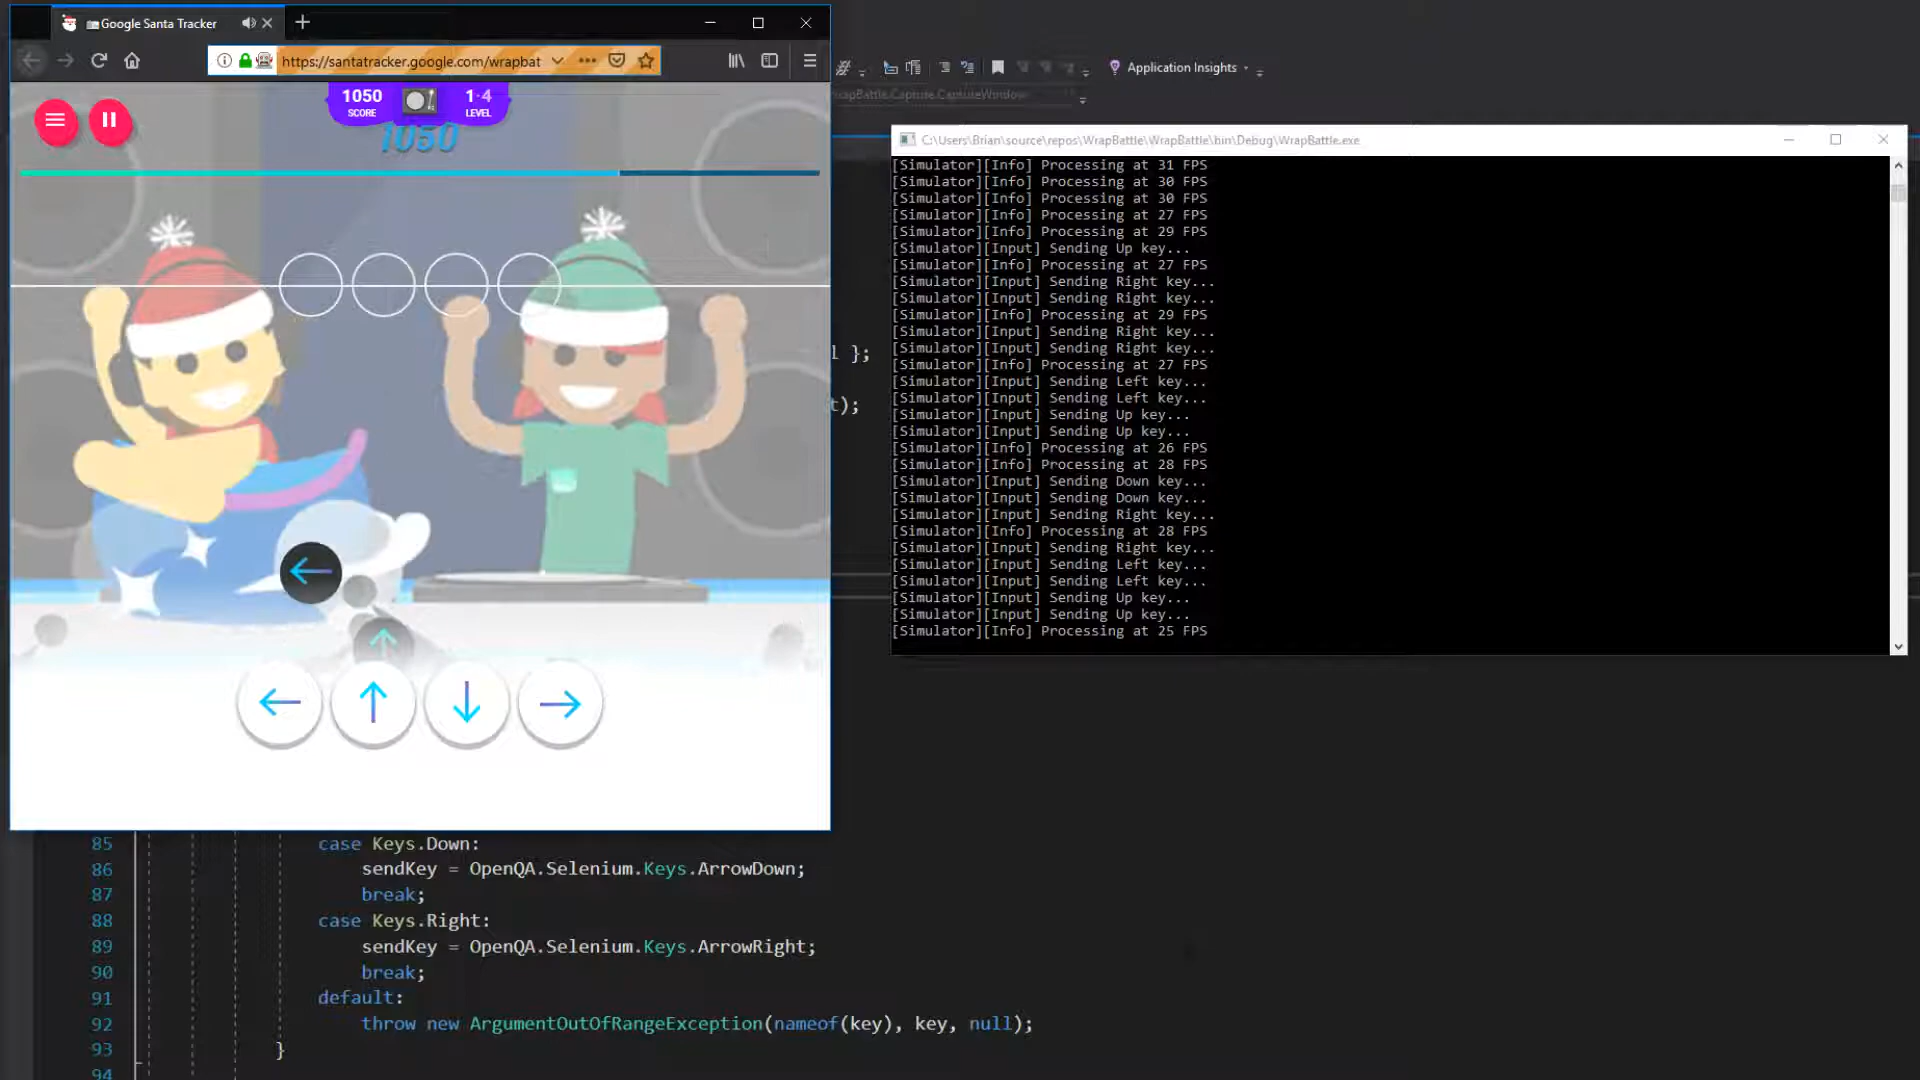 Google Santa Tracker
https://santatracker.google.com/wrapbat
Application Insights
1050
SCORE
1·4
LEVEL
1050
C:\Users\Brian\source\repos\WrapBattle\WrapBattle\bin\Debug\WrapBattle.exe
[Simulator][Info] Processing at 31 FPS
[Simulator][Info] Processing at 30 FPS
[Simulator][Info] Processing at 30 FPS
[Simulator][Info] Processing at 27 FPS
[Simulator][Info] Processing at 29 FPS
[Simulator][Input] Sending Up key...
[Simulator][Info] Processing at 27 FPS
[Simulator][Input] Sending Right key...
[Simulator][Input] Sending Right key...
[Simulator][Info] Processing at 29 FPS
[Simulator][Input] Sending Right key...
[Simulator][Input] Sending Right key...
[Simulator][Info] Processing at 27 FPS
[Simulator][Input] Sending Left key...
[Simulator][Input] Sending Left key...
[Simulator][Input] Sending Up key...
[Simulator][Input] Sending Up key...
[Simulator][Info] Processing at 26 FPS
[Simulator][Info] Processing at 28 FPS
[Simulator][Input] Sending Down key...
[Simulator][Input] Sending Down key...
[Simulator][Input] Sending Right key...
[Simulator][Info] Processing at 28 FPS
[Simulator][Input] Sending Right key...
[Simulator][Input] Sending Left key...
[Simulator][Input] Sending Left key...
[Simulator][Input] Sending Up key...
[Simulator][Input] Sending Up key...
[Simulator][Info] Processing at 25 FPS
l };
t);
85 case Keys.Down:
86 sendKey = OpenQA.Selenium.Keys.ArrowDown;
87 break;
88 case Keys.Right:
89 sendKey = OpenQA.Selenium.Keys.ArrowRight;
90 break;
91 default:
92 throw new ArgumentOutOfRangeException(nameof(key), key, null);
93 }
94